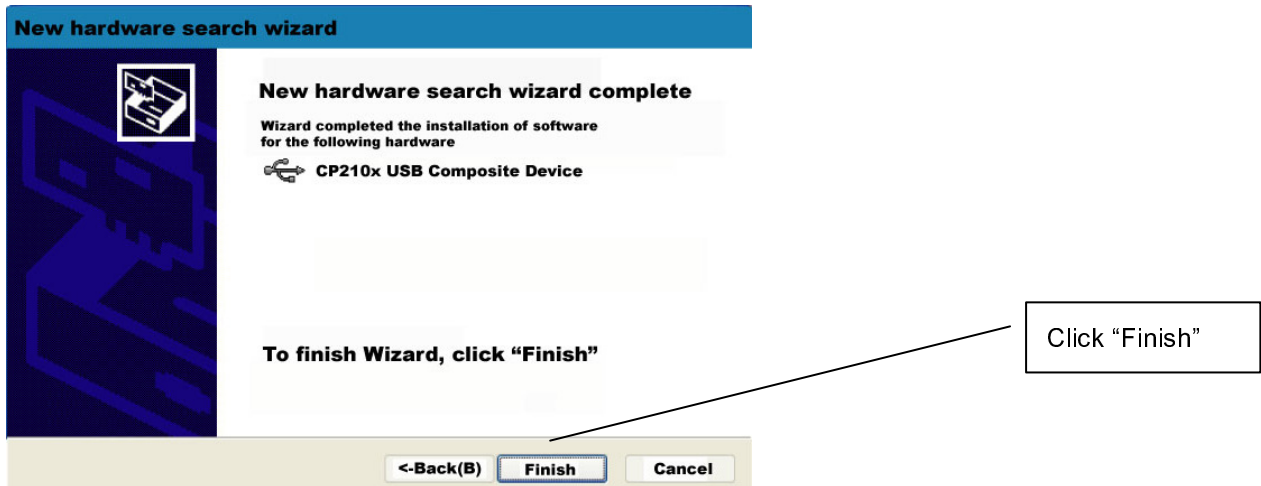 New hardware search wizard
New hardware search wizard complete
Wizard completed the installation of software
for the following hardware
CP210x USB Composite Device
To finish Wizard, click “Finish”
Click “Finish”
<-Back(B) Finish Cancel